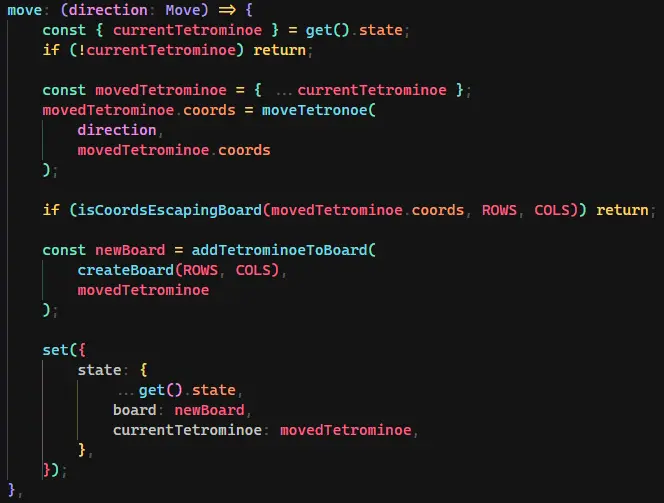 move: (direction: Move) => {
const { currentTetrominoe } = get().state;
if (!currentTetrominoe) return;
const movedTetrominoe = { ...currentTetrominoe };
movedTetrominoe.coords = moveTetronoe(
direction,
movedTetrominoe.coords
);
if (isCoordsEscapingBoard(movedTetrominoe.coords, ROWS, COLS)) return;
const newBoard = addTetrominoeToBoard(
createBoard(ROWS, COLS),
movedTetrominoe
);
set({
state: {
...get().state,
board: newBoard,
currentTetrominoe: movedTetrominoe,
},
});
},